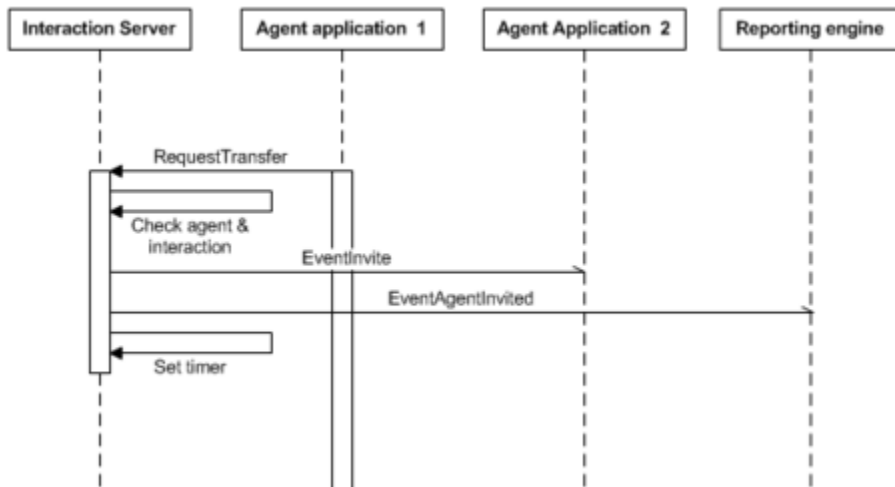 Interaction Server
Agent application 1
Agent Application 2
Reporting engine
RequestTransfer
Check agent &
interaction
EventInvite
EventAgentInvited
Set timer